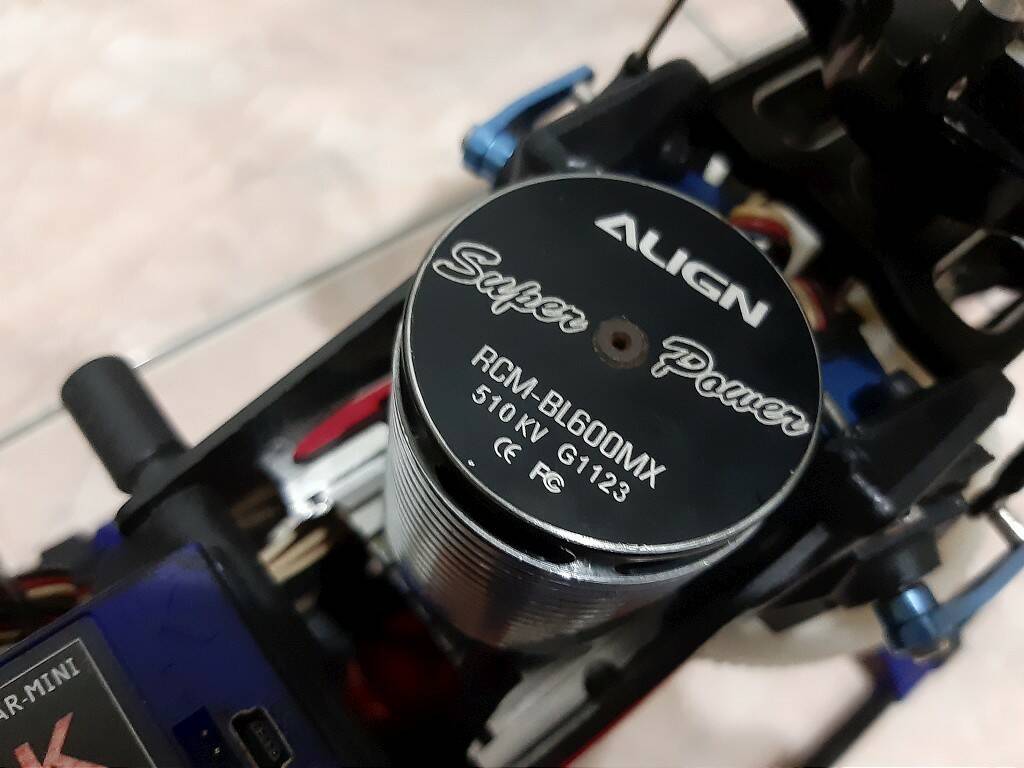 ALIGN
Super Power
RCM-BL600MX
510 KV G1123
CE FC
AR-MINI
K